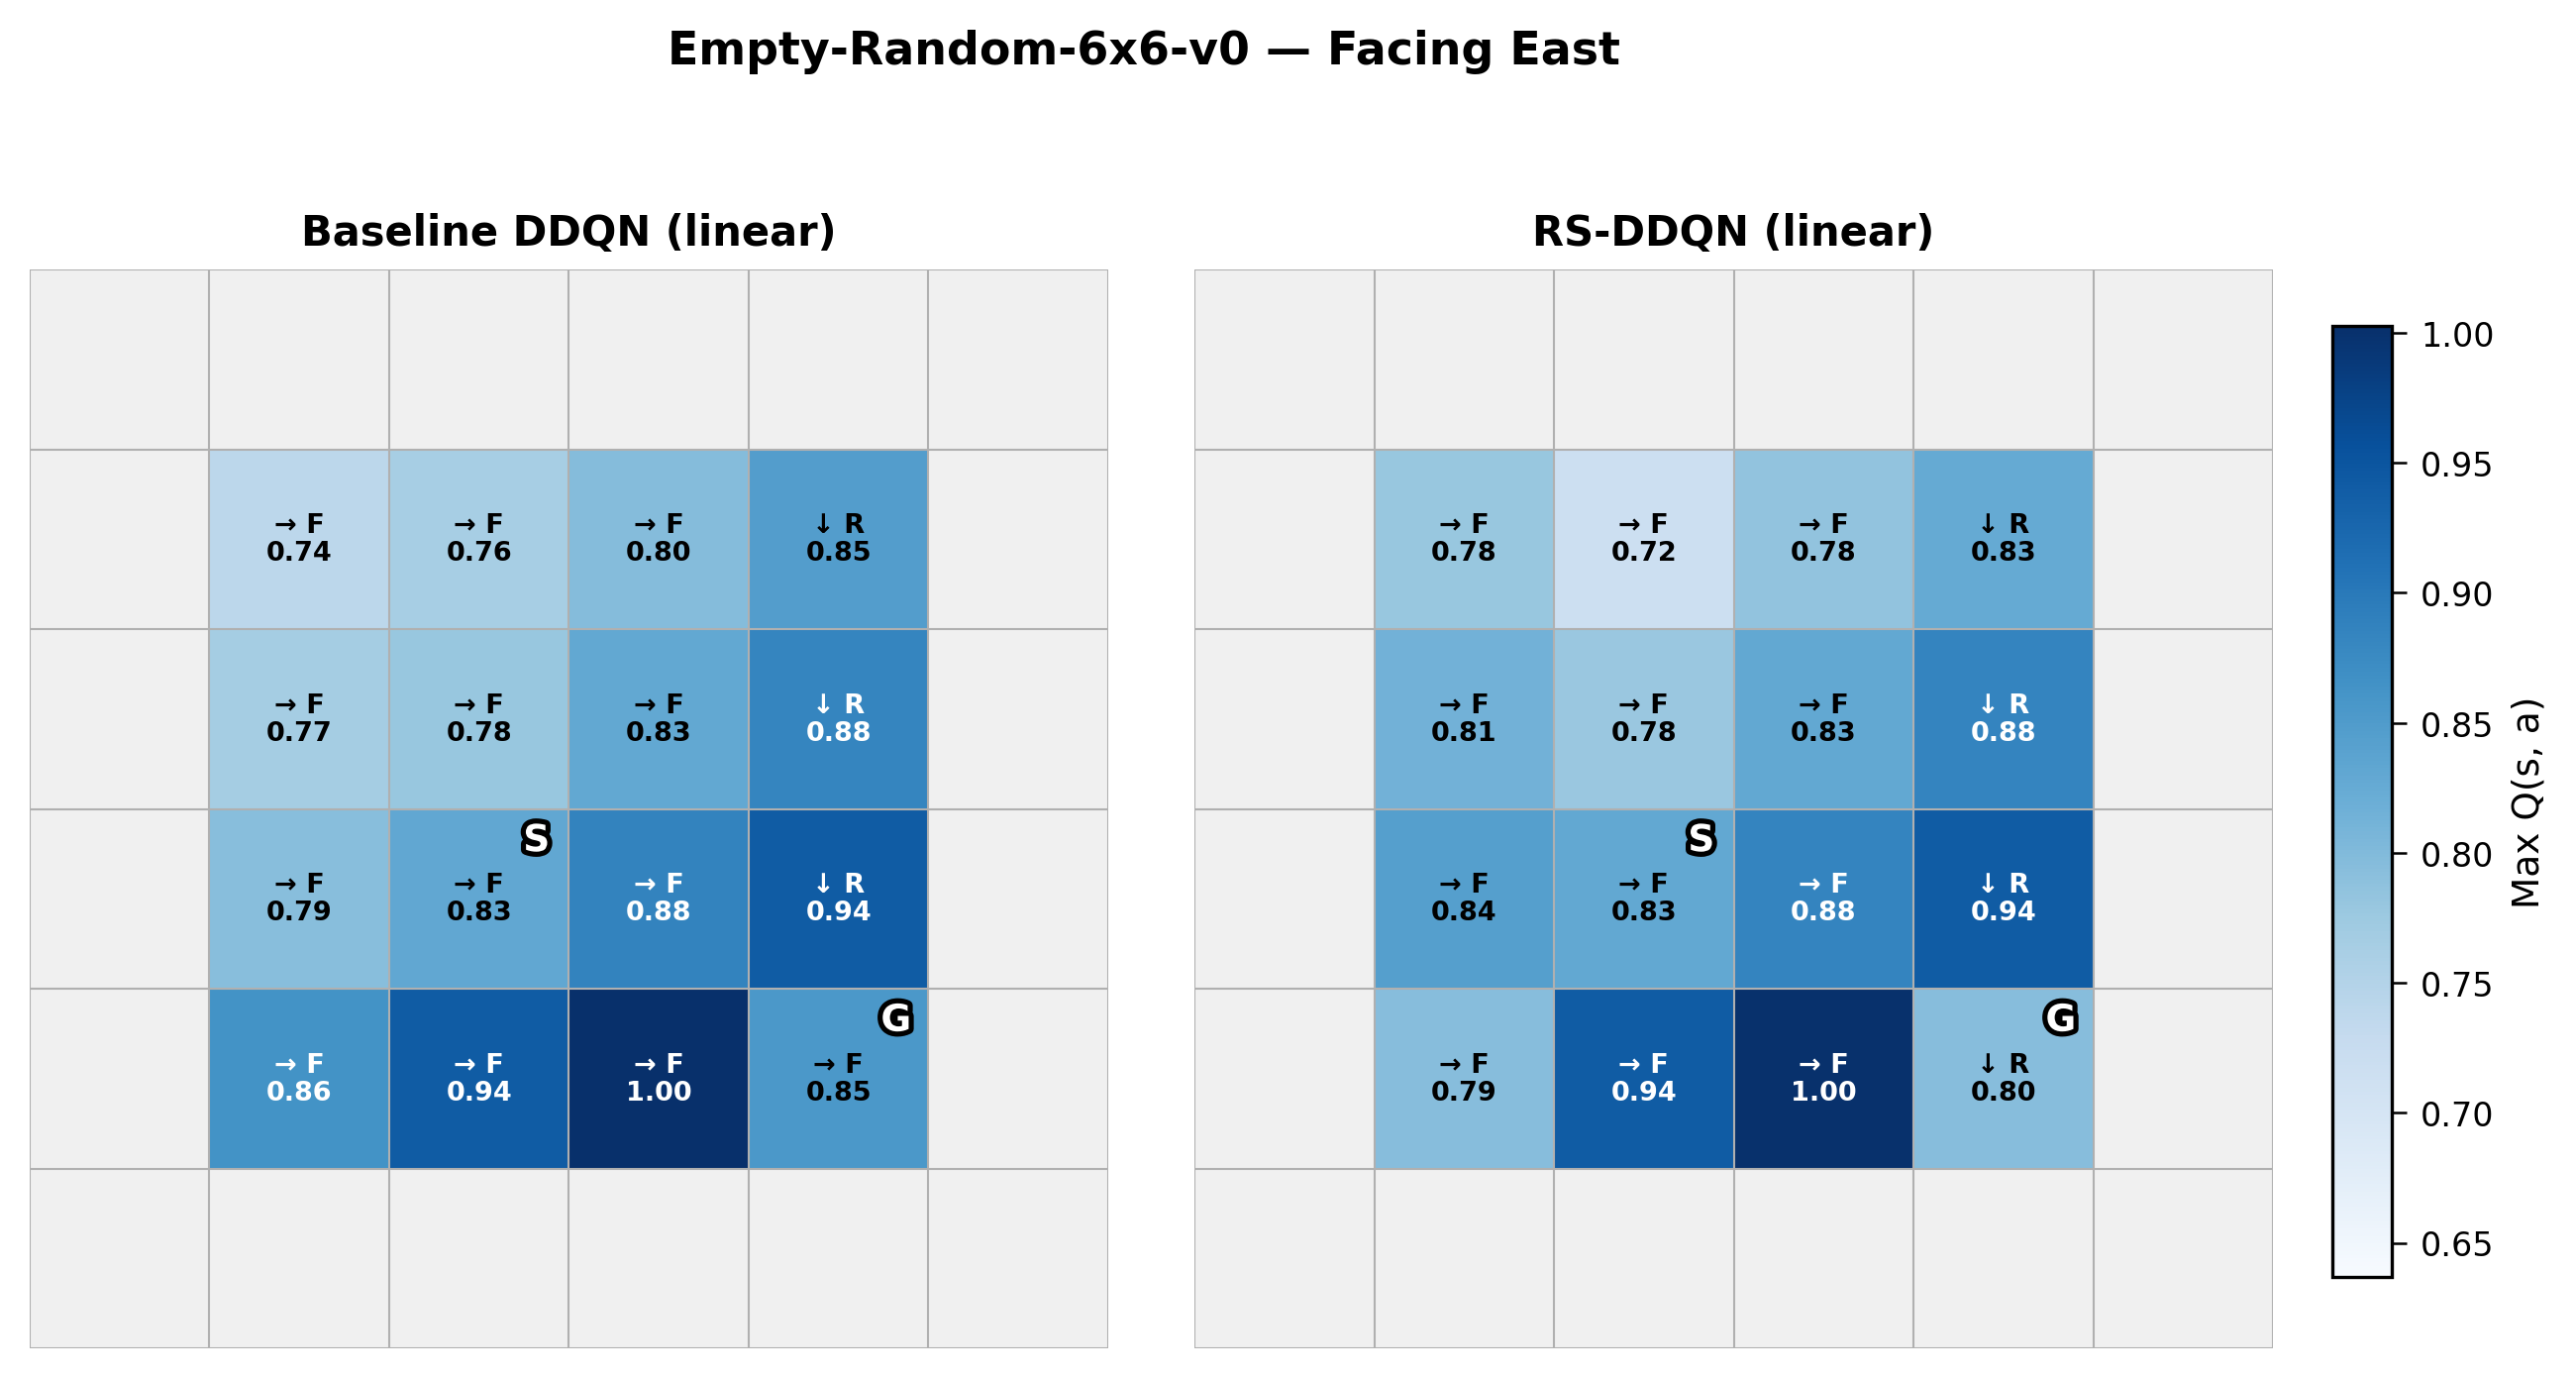 Empty-Random-6x6-v0 — Facing East
Baseline DDQN (linear)
→ F → F → F ↓ R
0.74 0.76 0.80 0.85
→ F → F → F ↓ R
0.77 0.78 0.83 0.88
S
→ F → F → F ↓ R
0.79 0.83 0.88 0.94
G
→ F → F → F → F
0.86 0.94 1.00 0.85
RS-DDQN (linear)
→ F → F → F ↓ R
0.78 0.72 0.78 0.83
→ F → F → F ↓ R
0.81 0.78 0.83 0.88
S
→ F → F → F ↓ R
0.84 0.83 0.88 0.94
G
→ F → F → F ↓ R
0.79 0.94 1.00 0.80
1.00
0.95
0.90
0.85
0.80
0.75
0.70
0.65
Max Q(s, a)